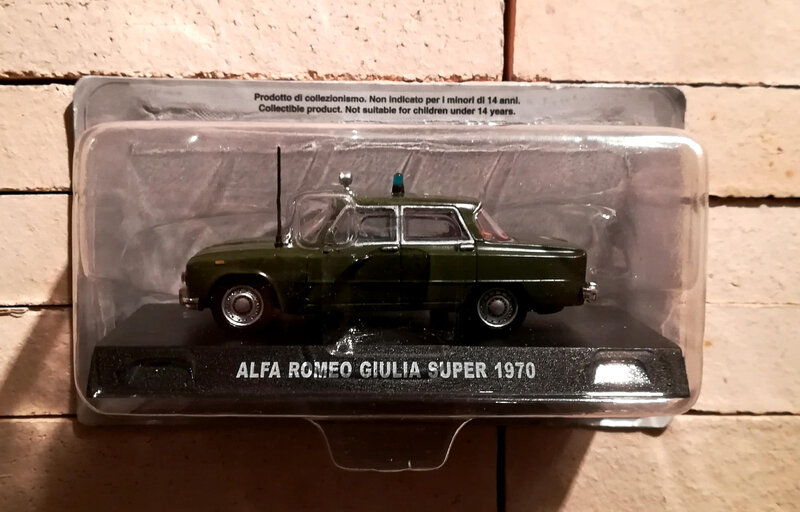 Prodotto di collezionismo. Non indicato per i minori di 14 anni.
Collectible product. Not suitable for children under 14 years.
ALFA ROMEO GIULIA SUPER 1970